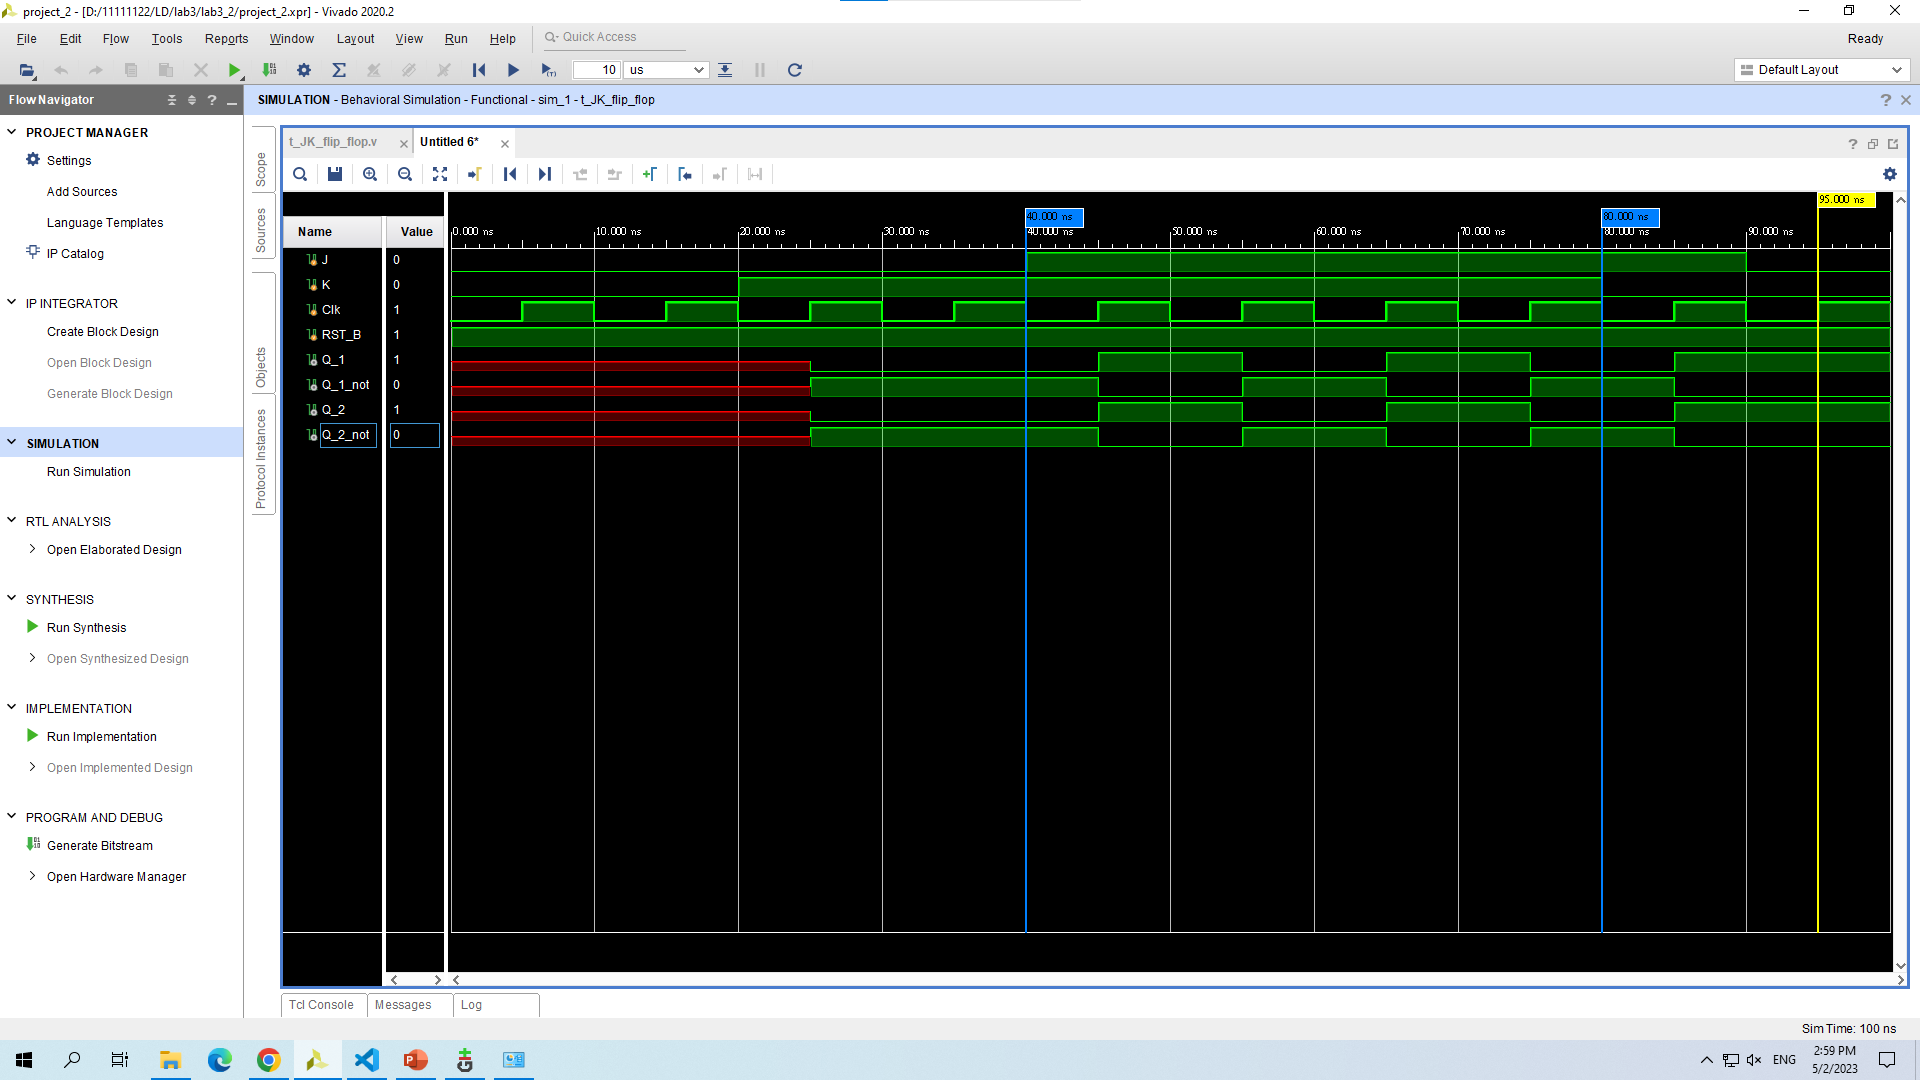 project_2 - [D:/11111122/LD/lab3/lab3_2/project_2.xpr] - Vivado 2020.2
File Edit Flow Tools Reports Window Layout View Run Help Quick Access Ready
10 us Default Layout
Flow Navigator
SIMULATION - Behavioral Simulation - Functional - sim_1 - t_JK_flip_flop
PROJECT MANAGER
Settings
Add Sources
Language Templates
IP Catalog
IP INTEGRATOR
Create Block Design
Open Block Design
Generate Block Design
SIMULATION
Run Simulation
RTL ANALYSIS
Open Elaborated Design
SYNTHESIS
Run Synthesis
Open Synthesized Design
IMPLEMENTATION
Run Implementation
Open Implemented Design
PROGRAM AND DEBUG
Generate Bitstream
Open Hardware Manager
Scope
Sources
Objects
Protocol Instances
t_JK_flip_flop.v Untitled 6*
95.000 ns
40.000 ns 80.000 ns
Name Value 0.000 ns 10.000 ns 20.000 ns 30.000 ns 40.000 ns 50.000 ns 60.000 ns 70.000 ns 80.000 ns 90.000 ns
J 0
K 0
Clk 1
RST_B 1
Q_1 1
Q_1_not 0
Q_2 1
Q_2_not 0
Tcl Console Messages Log
Sim Time: 100 ns
ENG 2:59 PM
5/2/2023